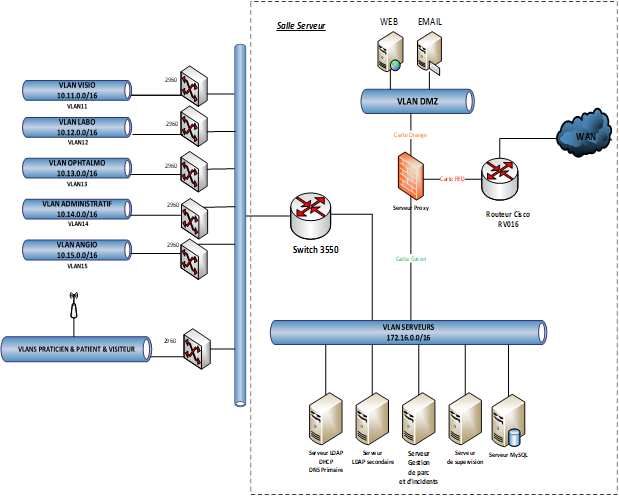 Salle Serveur
WEB
EMAIL
VLAN DMZ
Carte Orange
WAN
Carte RED
Serveur Proxy
Routeur Cisco
RV016
Carte Green
VLAN VISIO
10.11.0.0/16
VLAN11
2960
VLAN LABO
10.12.0.0/16
VLAN12
2960
VLAN OPHTALMO
10.13.0.0/16
VLAN13
2960
VLAN ADMINISTRATIF
10.14.0.0/16
VLAN14
2960
VLAN ANGIO
10.15.0.0/16
VLAN15
2960
Switch 3550
VLANS PRATICIEN & PATIENT & VISITEUR
2960
VLAN SERVEURS
172.16.0.0/16
Serveur LDAP
DHCP
DNS Primaire
Serveur
LDAP secondaire
Serveur
Gestion
de parc
et d'incidents
Serveur
de supervision
Serveur MySQL